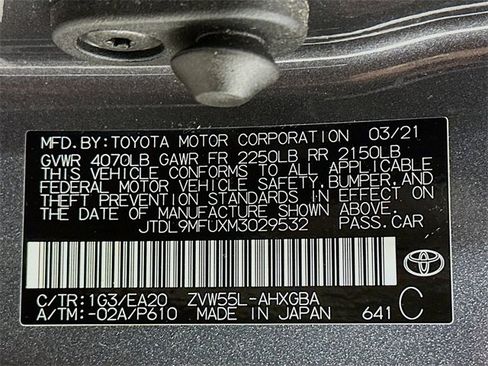 MFD. BY: TOYOTA MOTOR CORPORATION 03/21
GVWR 4070LB GAWR FR 2250LB RR 2150LB
THIS VEHICLE CONFORMS TO ALL APPLICABLE
FEDERAL MOTOR VEHICLE SAFETY, BUMPER, AND
THEFT PREVENTION STANDARDS IN EFFECT ON
THE DATE OF MANUFACTURE SHOWN ABOVE.
JTDL9MFUXM3029532 PASS. CAR
C/TR: 1G3/EA20 ZVW55L-AHXGBA C
A/TM: -02A/P610 MADE IN JAPAN 641
TOYOTA